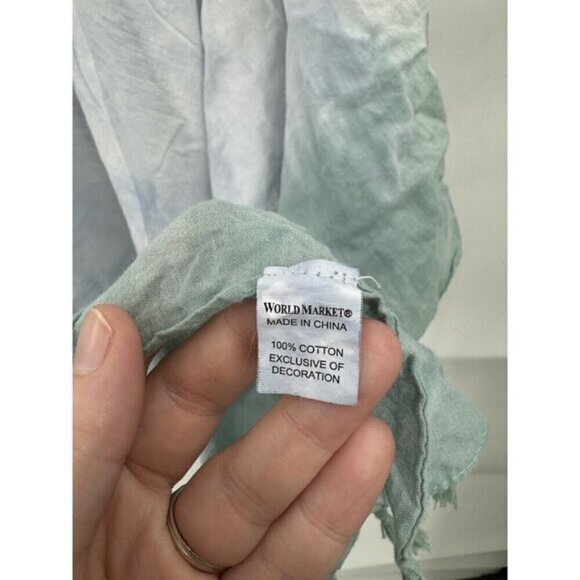 WORLD MARKET®
MADE IN CHINA
100% COTTON
EXCLUSIVE OF
DECORATION